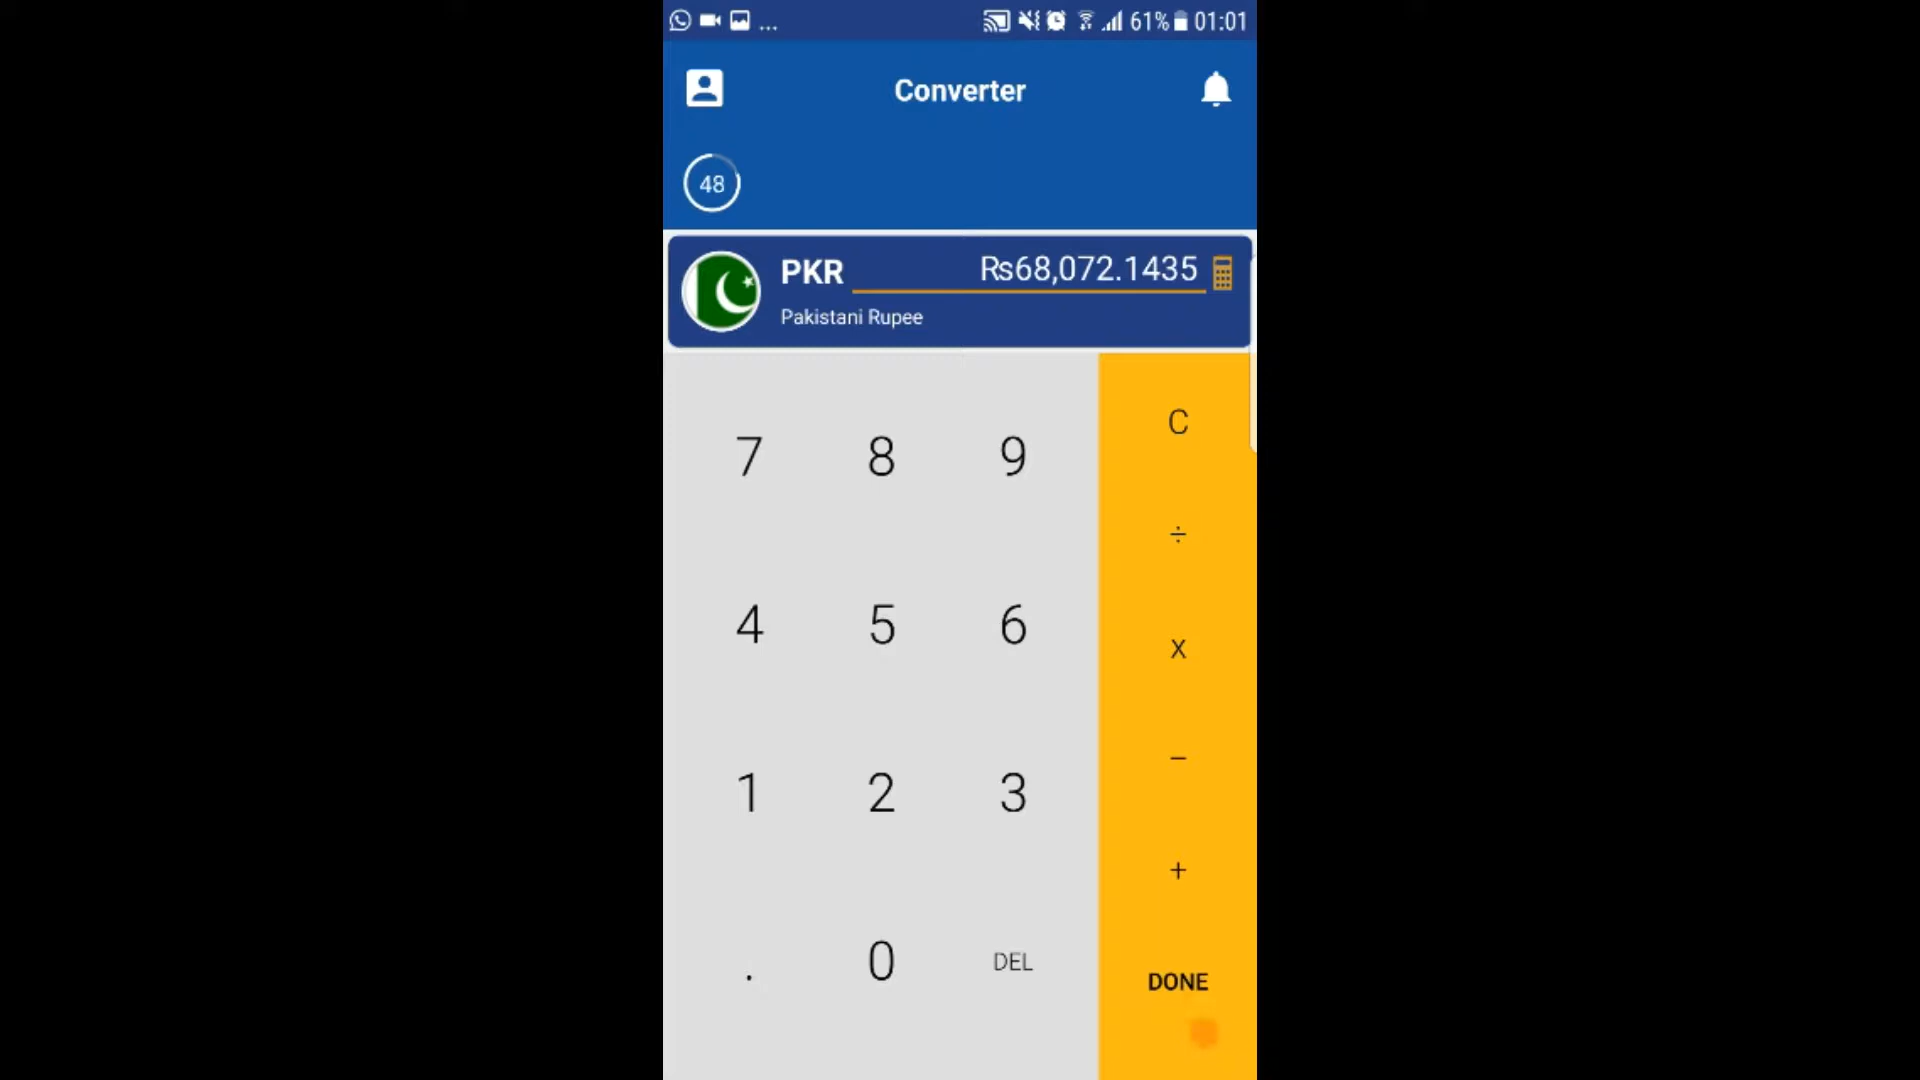 ... 61% 01:01
Converter
48
PKR ₨68,072.1435
Pakistani Rupee
C
7 8 9
÷
4 5 6
x
−
1 2 3
+
. 0 DEL
DONE